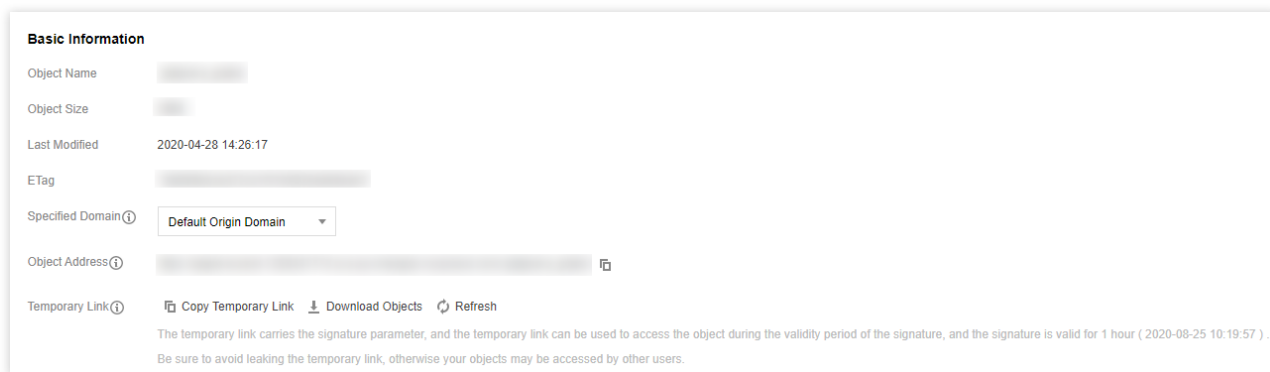 Basic Information
Object Name
Object Size
Last Modified 2020-04-28 14:26:17
ETag
Specified Domain Default Origin Domain
Object Address
Temporary Link Copy Temporary Link Download Objects Refresh
The temporary link carries the signature parameter, and the temporary link can be used to access the object during the validity period of the signature, and the signature is valid for 1 hour ( 2020-08-25 10:19:57 ) .
Be sure to avoid leaking the temporary link, otherwise your objects may be accessed by other users.